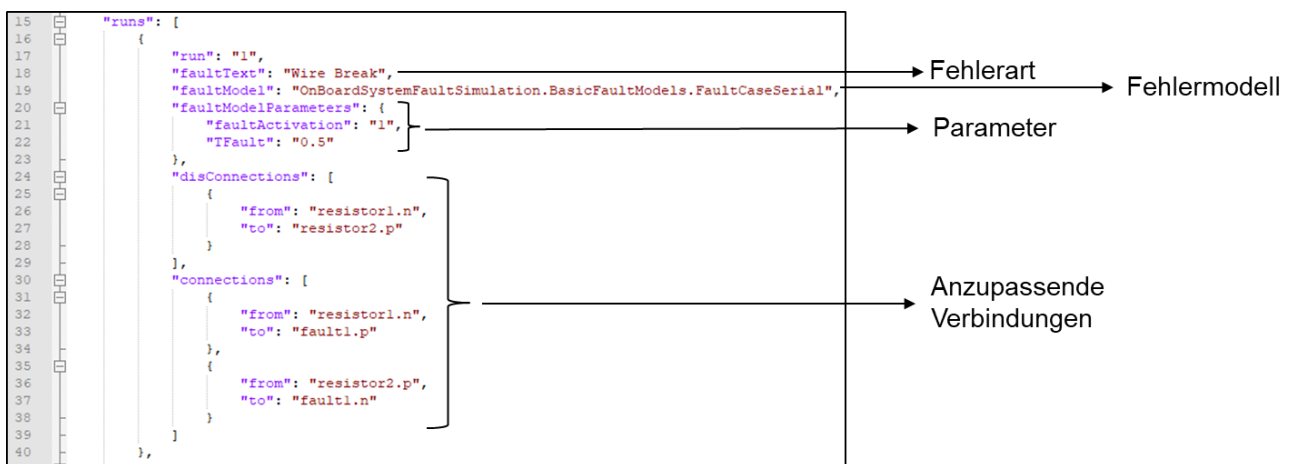 15 "runs": [
16 {
17 "run": "1",
18 "faultText": "Wire Break", Fehlerart
19 "faultModel": "OnBoardSystemFaultSimulation.BasicFaultModels.FaultCaseSerial", Fehlermodell
20 "faultModelParameters": {
21 "faultActivation": "1", Parameter
22 "TFault": "0.5"
23 },
24 "disConnections": [
25 {
26 "from": "resistor1.n",
27 "to": "resistor2.p"
28 }
29 ],
30 "connections": [
31 {
32 "from": "resistor1.n",
33 "to": "fault1.p"
34 },
35 {
36 "from": "resistor2.p",
37 "to": "fault1.n"
38 }
39 ]
40 },
Anzupassende
Verbindungen